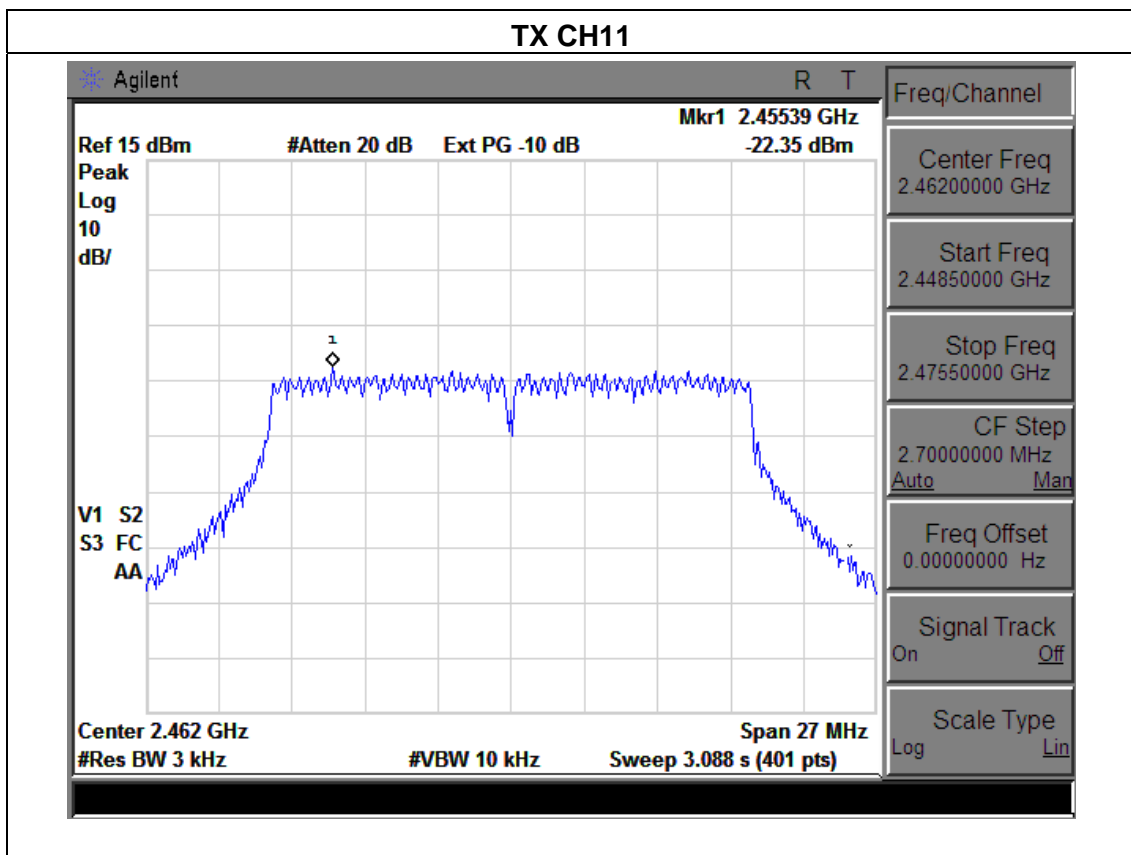 TX CH11
Agilent R T
Mkr1 2.45539 GHz
Ref 15 dBm #Atten 20 dB Ext PG -10 dB -22.35 dBm
Peak
Log
10
dB/
1
V1 S2
S3 FC
AA
Center 2.462 GHz Span 27 MHz
#Res BW 3 kHz #VBW 10 kHz Sweep 3.088 s (401 pts)
Freq/Channel
Center Freq
2.46200000 GHz
Start Freq
2.44850000 GHz
Stop Freq
2.47550000 GHz
CF Step
2.70000000 MHz
Auto Man
Freq Offset
0.00000000 Hz
Signal Track
On Off
Scale Type
Log Lin